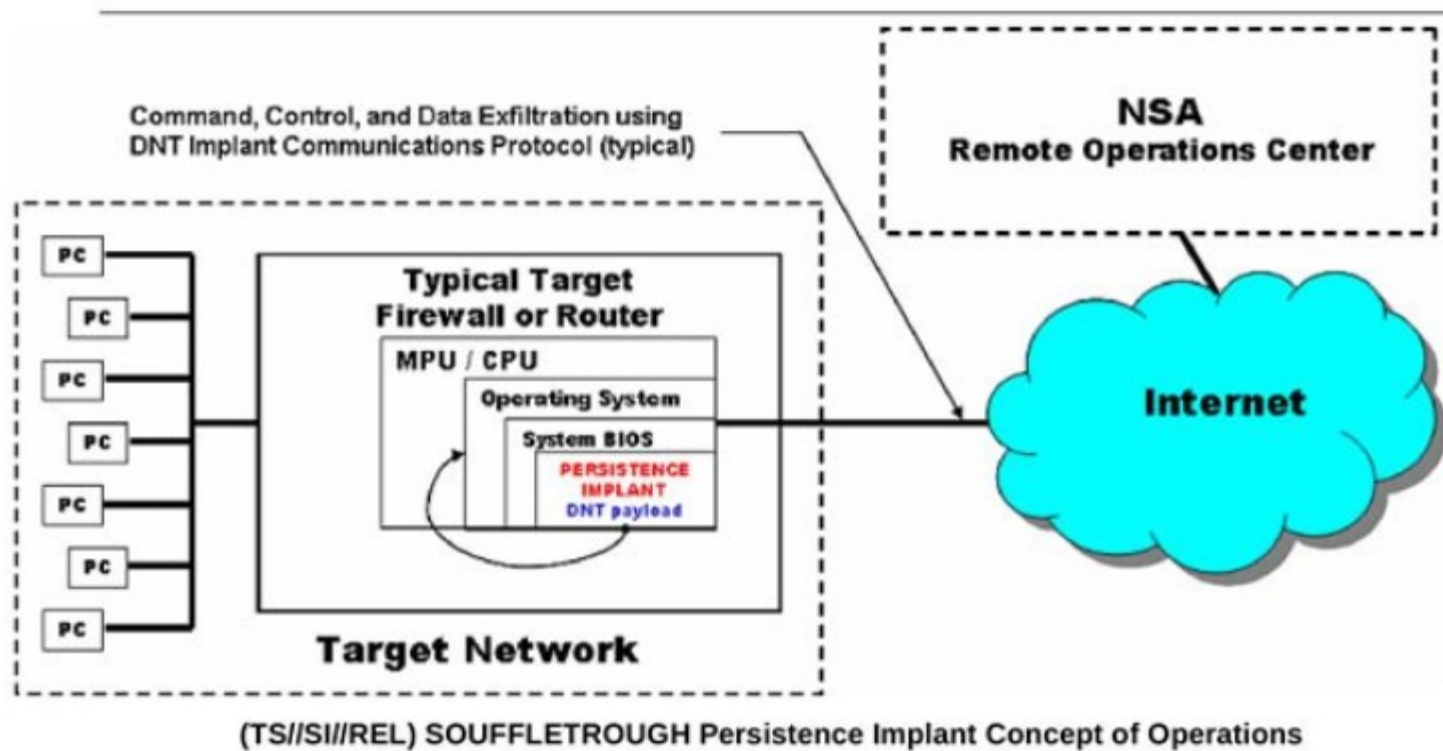 Command, Control, and Data Exfiltration using
DNT Implant Communications Protocol (typical)
NSA
Remote Operations Center
PC
PC
PC
PC
PC
PC
PC
Typical Target
Firewall or Router
MPU / CPU
Operating System
System BIOS
PERSISTENCE
IMPLANT
DNT payload
Internet
Target Network
(TS//SI//REL) SOUFFLETROUGH Persistence Implant Concept of Operations